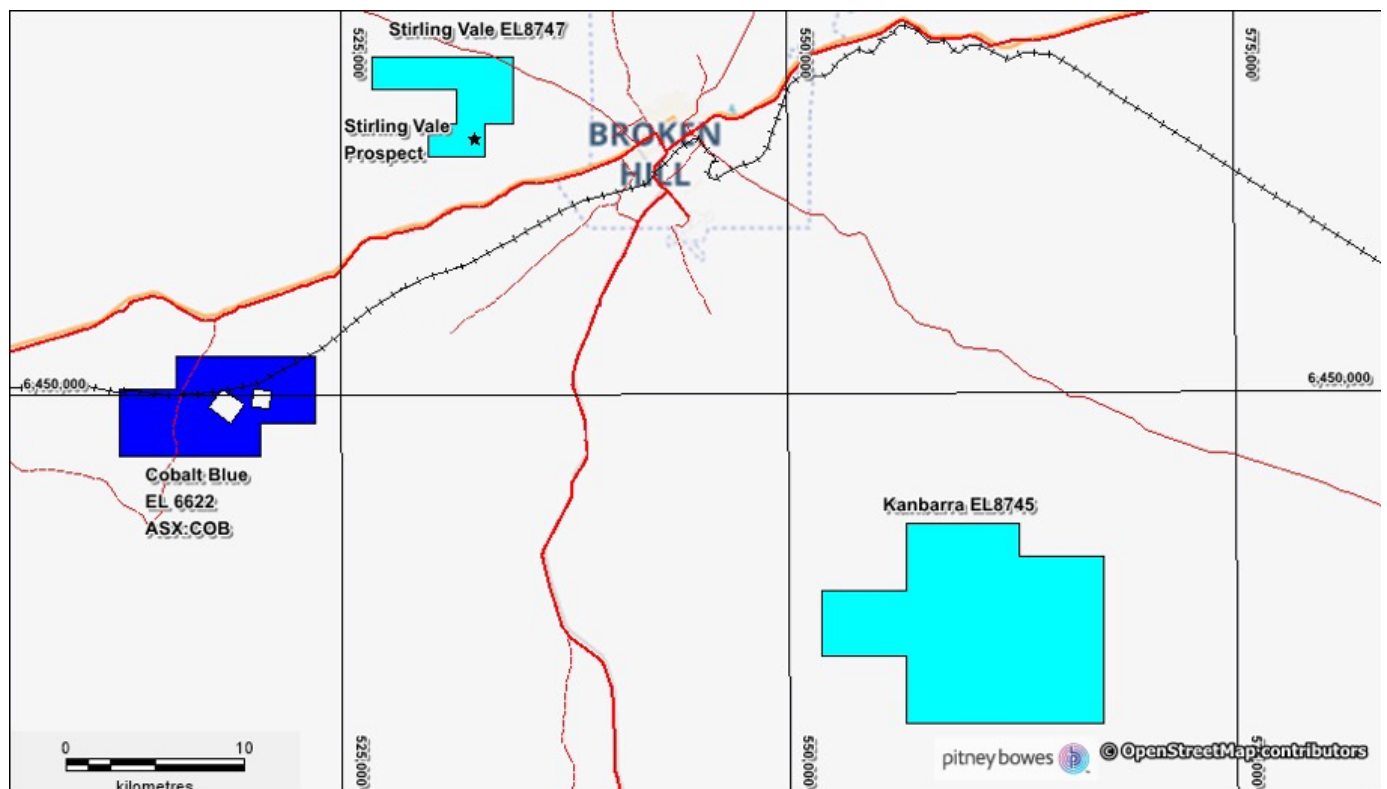 Stirling Vale EL8747
525,000
550,000
575,000
Stirling Vale
Prospect
BROKEN
HILL
6,450,000
6,450,000
Cobalt Blue
EL 6622
ASX:COB
Kanbarra EL8745
525,000
550,000
575,000
0 10
kilometres
pitney bowes
© OpenStreetMap contributors